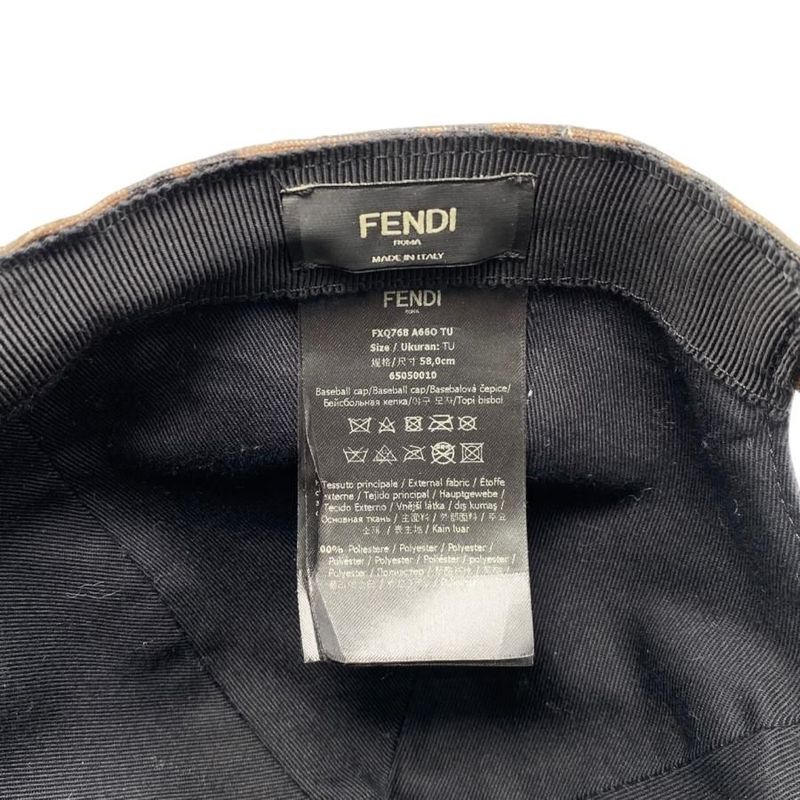 FENDI
ROMA
MADE IN ITALY
FENDI
ROMA
FXQ768 A66O TU
Size / Ukuran: TU
规格/尺寸 58,0cm
65050010
Baseball cap/Baseball cap/Basebalová čepice/
Бейсбольная кепка/야구 모자/Topi bisbol
Tessuto principale / External fabric / Étoffe
externe / Tejido principal / Hauptgewebe /
Tecido Externo / Vnější látka / dış kumaş /
Основная ткань / 主面料 / 外部面料 / 주요
소재 / 表生地 / Kain luar
00% Poliestere / Polyester / Polyester /
Poliéster / Polyester / Poliéster / polyester /
Polyester / Полиэстер /
/ Polyester